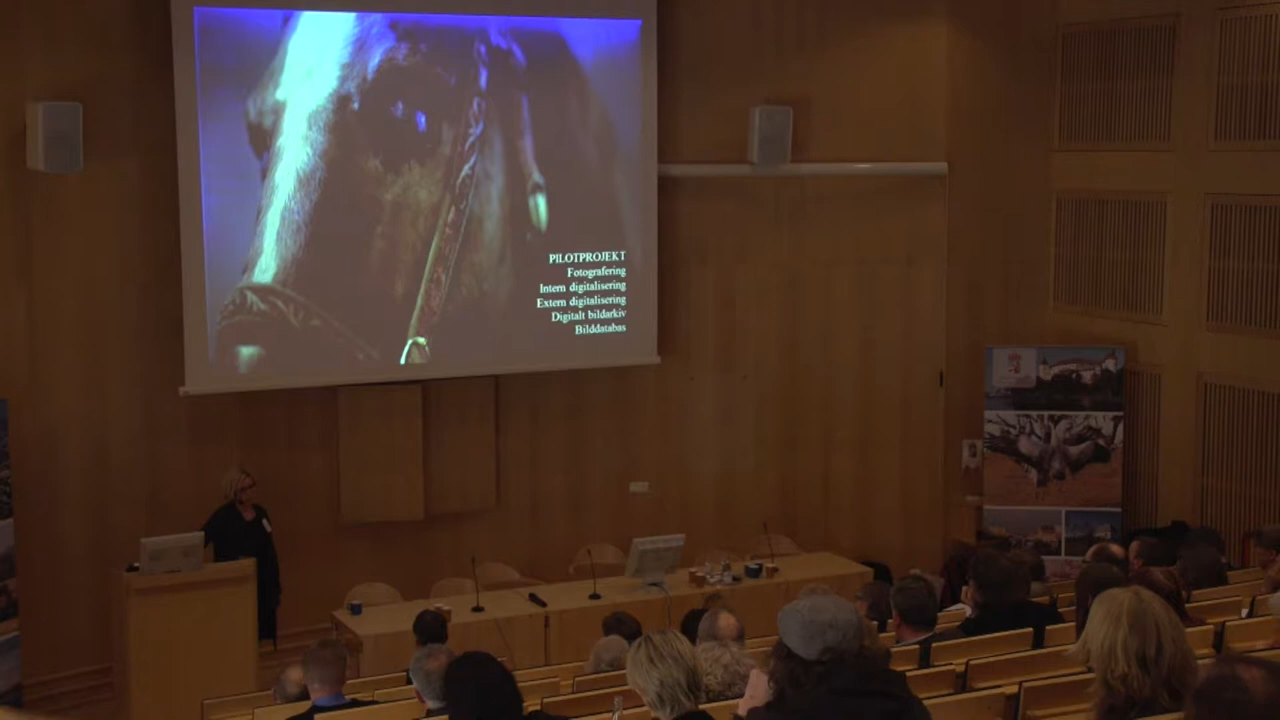 PILOTPROJEKT
Fotografering
Intern digitalisering
Extern digitalisering
Digitalt bildarkiv
Bilddatabas